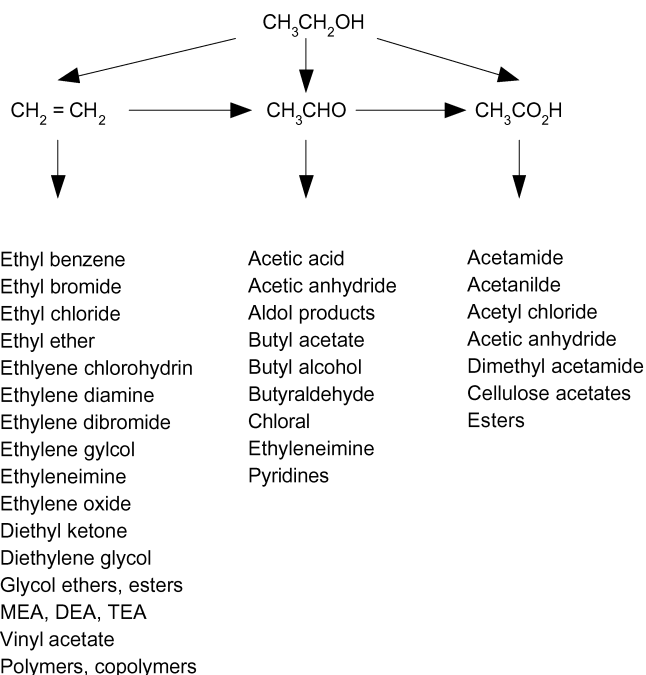 CH₃CH₂OH
CH₂ = CH₂
CH₃CHO
CH₃CO₂H
Ethyl benzene
Ethyl bromide
Ethyl chloride
Ethyl ether
Ethlyene chlorohydrin
Ethylene diamine
Ethylene dibromide
Ethylene gylcol
Ethyleneimine
Ethylene oxide
Diethyl ketone
Diethylene glycol
Glycol ethers, esters
MEA, DEA, TEA
Vinyl acetate
Polymers, copolymers
Acetic acid
Acetic anhydride
Aldol products
Butyl acetate
Butyl alcohol
Butyraldehyde
Chloral
Ethyleneimine
Pyridines
Acetamide
Acetanilde
Acetyl chloride
Acetic anhydride
Dimethyl acetamide
Cellulose acetates
Esters